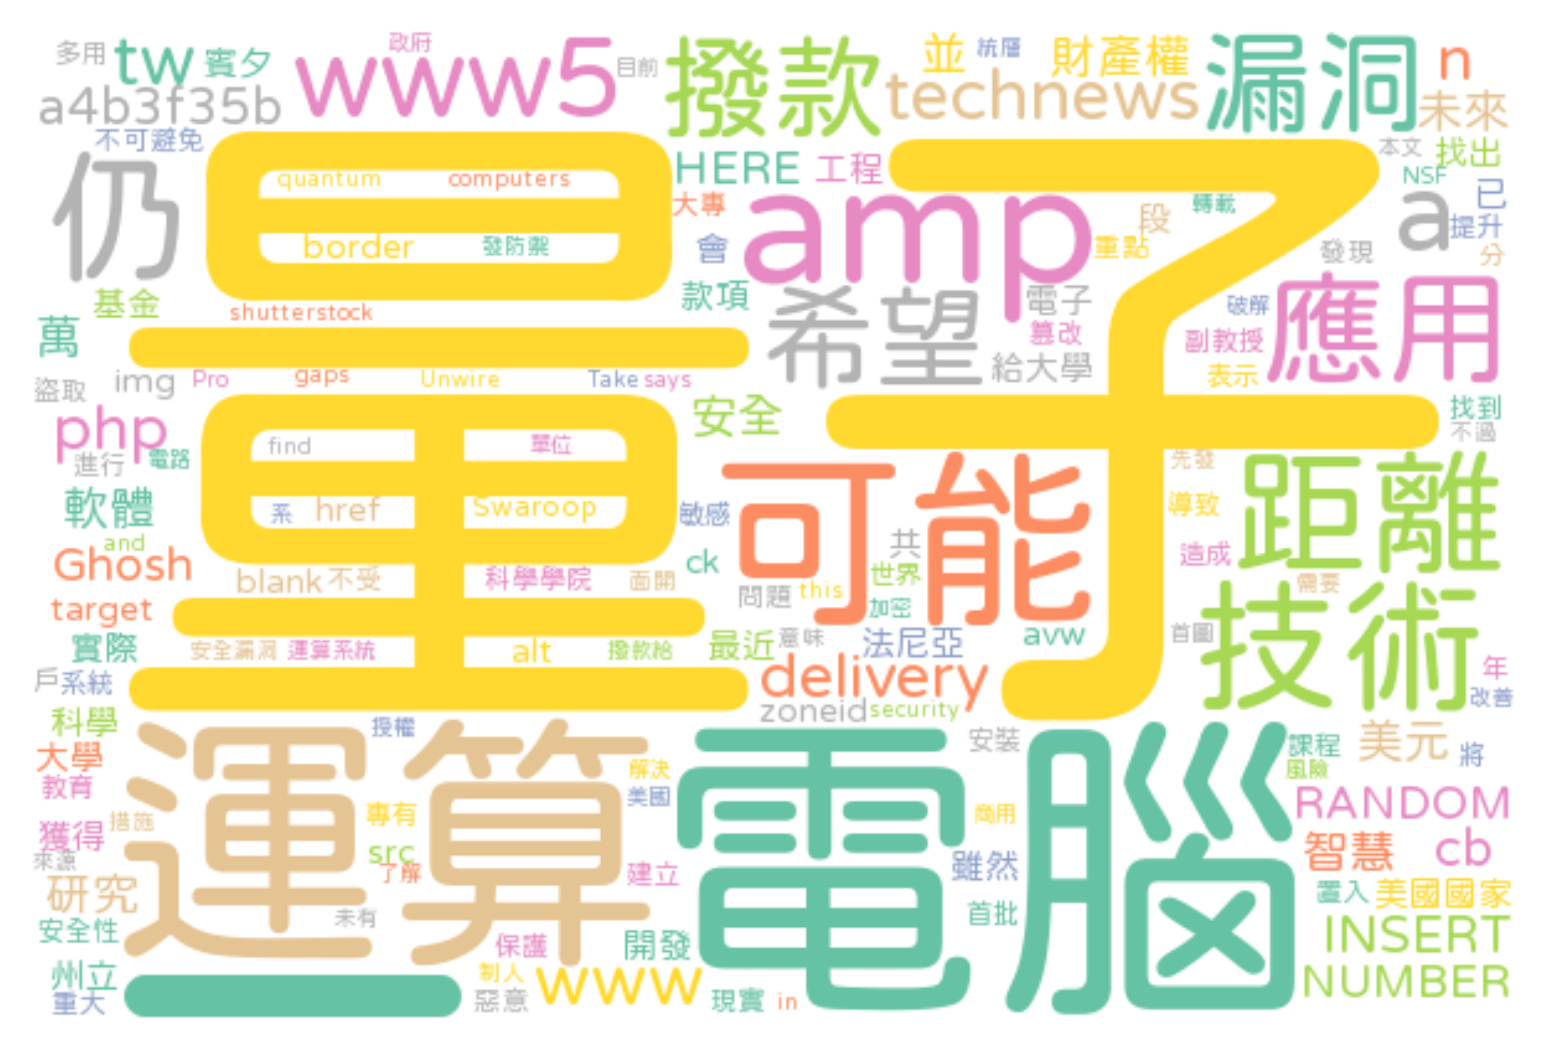 多用 tw 賓夕 www5 政府 目前 撥款 technews 並 統層 財產權 漏洞 n 未來
a4b3f35b 不可避免
仍 量子 HERE 工程 本文 找出 NSF 已
quantum computers 大專 amp 段 轉載 a 提升
border 發防禦 會 重點 發現 分
基金 shutterstock 款項 希望 電子 破解 應用
萬 篡改 副教授
盜取 img Pro gaps Unwire Take says 給大學 表示
php 安全 找到 不過
進行 電路 find 單位 可能 先發 距離
軟體 系 href Swaroop 敏感 導致
and 共 造成
Ghosh blank 不受 科學學院 面開 ck 世界 需要
target 問題 this 加密 技術
實際 安全漏洞 運算系統 alt 撥款給 最近 意味 法尼亞 avw 首圖
戶 系統 delivery 年
科學 zoneid security 改善
大學 運算 授權 電腦 安裝 課程 美元 將
教育 解決 風險
獲得 措施 專有 美國 商用 RANDOM
來源 src 了解 建立 雖然 智慧 cb
研究 未有 首批 置入 美國國家
安全性 保護 開發 INSERT
州立 一 制人 www NUMBER
重大 惡意 現實 in